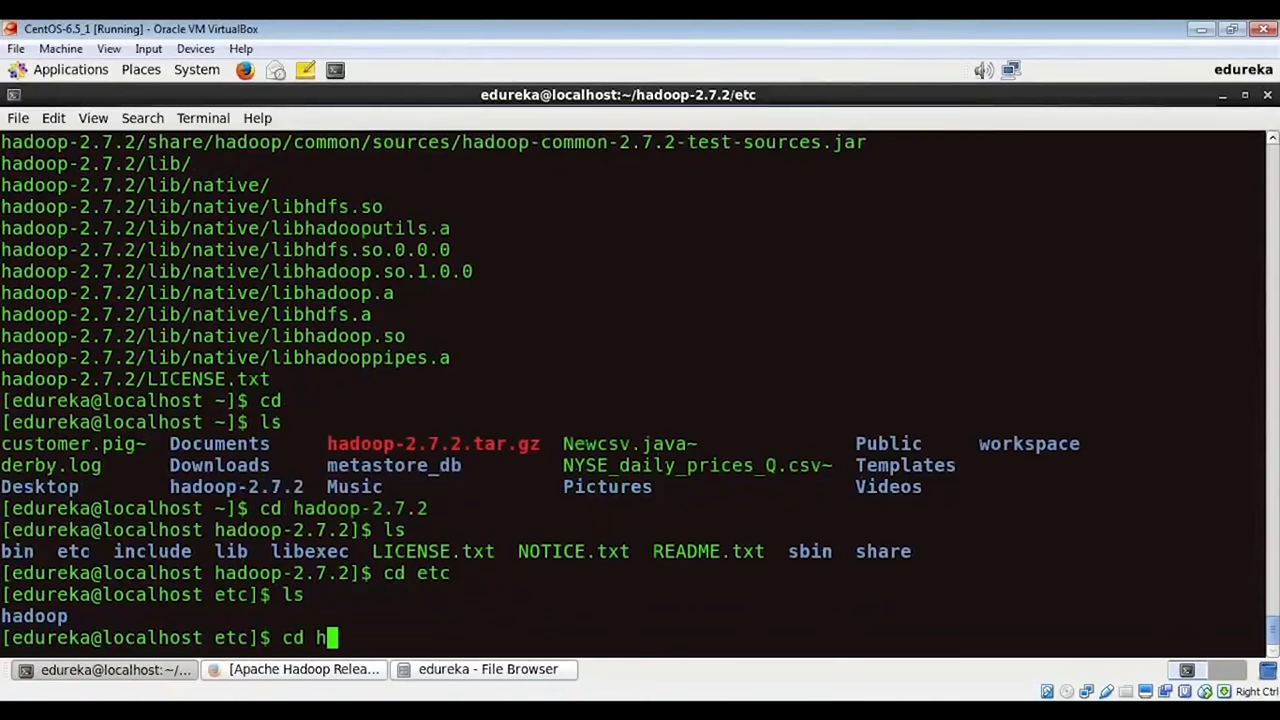 CentOS-6.5_1 [Running] - Oracle VM VirtualBox
File Machine View Input Devices Help
Applications Places System edureka
edureka@localhost:~/hadoop-2.7.2/etc
File Edit View Search Terminal Help
hadoop-2.7.2/share/hadoop/common/sources/hadoop-common-2.7.2-test-sources.jar
hadoop-2.7.2/lib/
hadoop-2.7.2/lib/native/
hadoop-2.7.2/lib/native/libhdfs.so
hadoop-2.7.2/lib/native/libhadooputils.a
hadoop-2.7.2/lib/native/libhdfs.so.0.0.0
hadoop-2.7.2/lib/native/libhadoop.so.1.0.0
hadoop-2.7.2/lib/native/libhadoop.a
hadoop-2.7.2/lib/native/libhdfs.a
hadoop-2.7.2/lib/native/libhadoop.so
hadoop-2.7.2/lib/native/libhadooppipes.a
hadoop-2.7.2/LICENSE.txt
[edureka@localhost ~]$ cd
[edureka@localhost ~]$ ls
customer.pig~ Documents hadoop-2.7.2.tar.gz Newcsv.java~ Public workspace
derby.log Downloads metastore_db NYSE_daily_prices_Q.csv~ Templates
Desktop hadoop-2.7.2 Music Pictures Videos
[edureka@localhost ~]$ cd hadoop-2.7.2
[edureka@localhost hadoop-2.7.2]$ ls
bin etc include lib libexec LICENSE.txt NOTICE.txt README.txt sbin share
[edureka@localhost hadoop-2.7.2]$ cd etc
[edureka@localhost etc]$ ls
hadoop
[edureka@localhost etc]$ cd h
edureka@localhost:~/... [Apache Hadoop Relea... edureka - File Browser
Right Ctrl